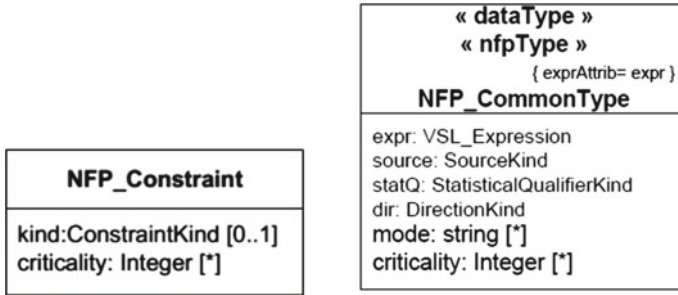 NFP_Constraint
kind:ConstraintKind [0..1]
criticality: Integer [*]
« dataType »
« nfpType »
{ exprAttrib= expr }
NFP_CommonType
expr: VSL_Expression
source: SourceKind
statQ: StatisticalQualifierKind
dir: DirectionKind
mode: string [*]
criticality: Integer [*]